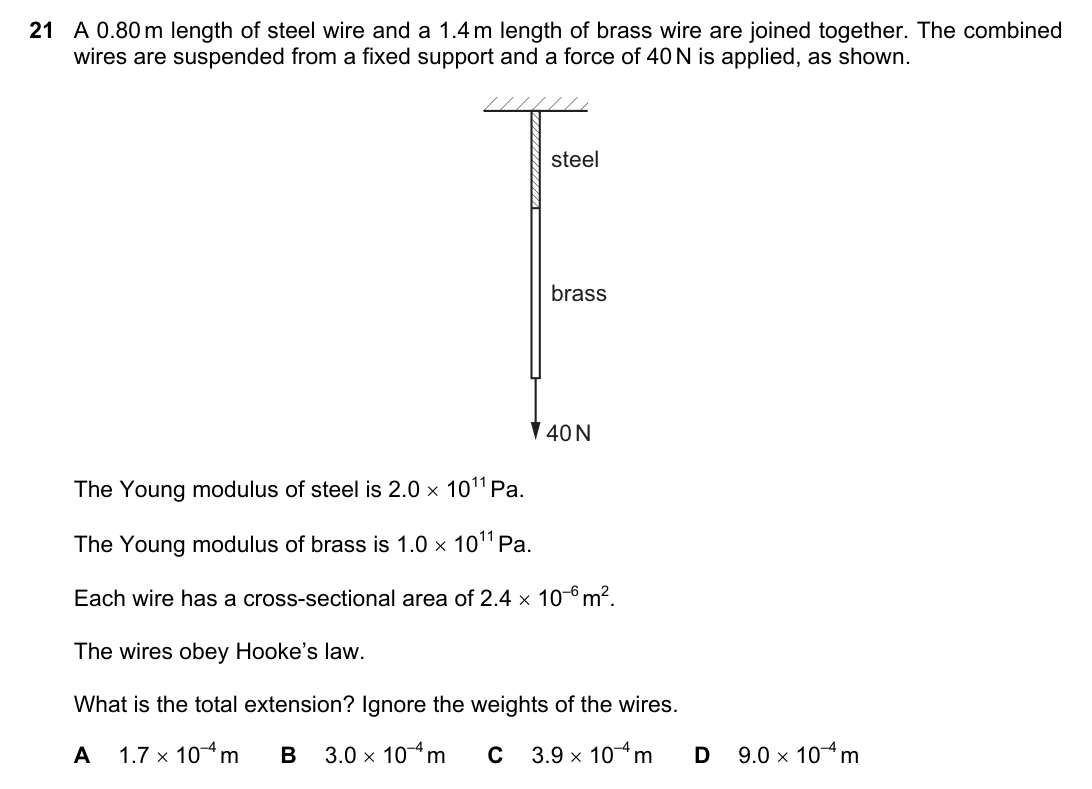 21 A 0.80 m length of steel wire and a 1.4 m length of brass wire are joined together. The combined
wires are suspended from a fixed support and a force of 40 N is applied, as shown.
steel
brass
40 N
The Young modulus of steel is 2.0 × 10¹¹ Pa.
The Young modulus of brass is 1.0 × 10¹¹ Pa.
Each wire has a cross-sectional area of 2.4 × 10⁻⁶ m².
The wires obey Hooke’s law.
What is the total extension? Ignore the weights of the wires.
A 1.7 × 10⁻⁴ m B 3.0 × 10⁻⁴ m C 3.9 × 10⁻⁴ m D 9.0 × 10⁻⁴ m